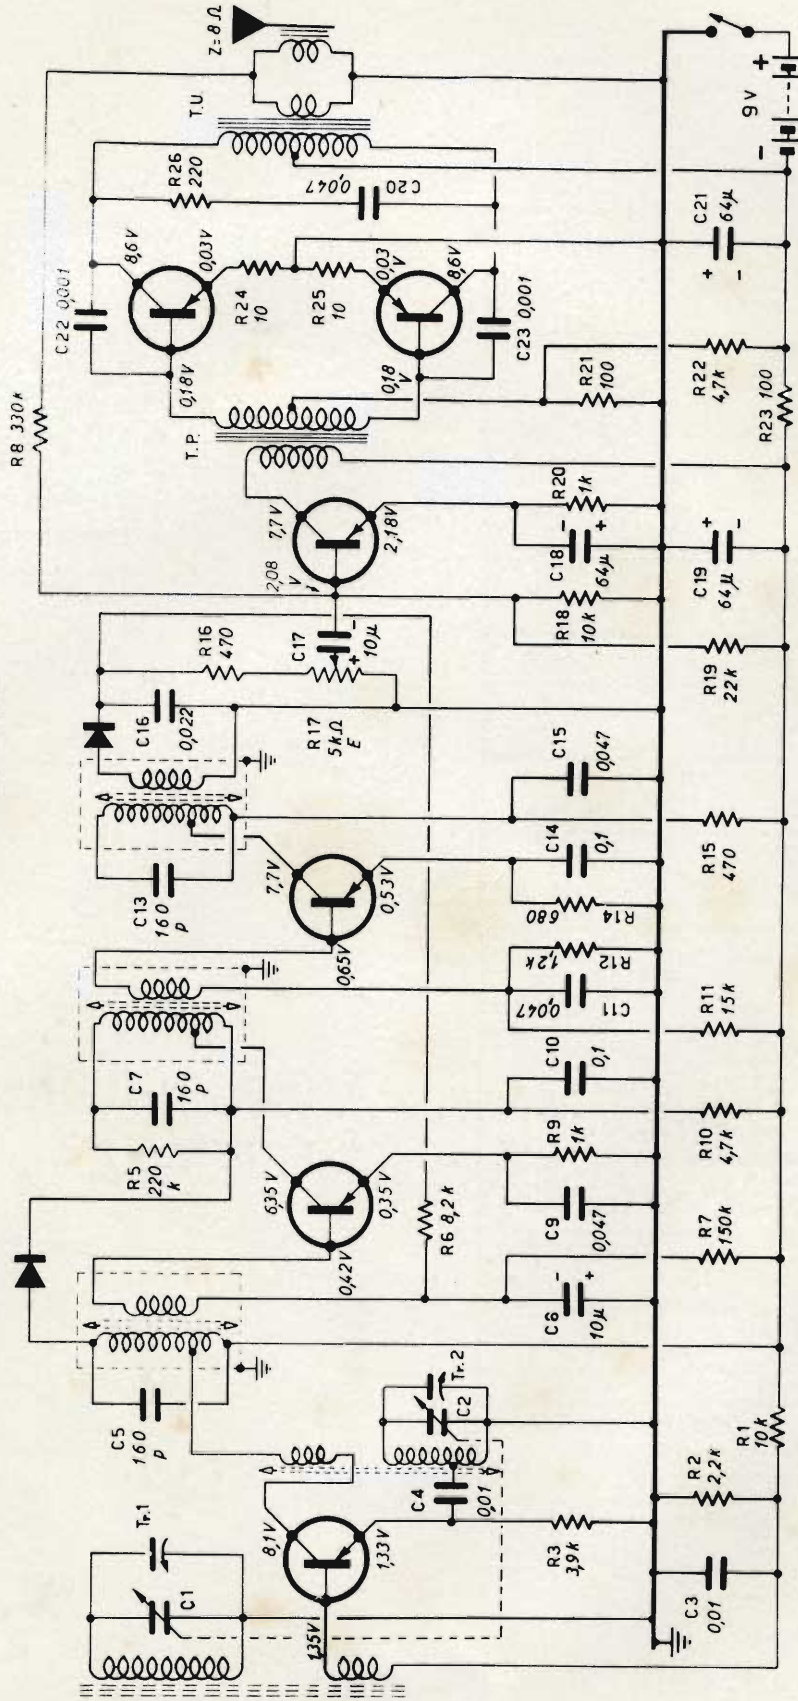 Tr.1
C1
C5
160
p
8,1V
1,35V
1,33V
C4
0,01
Tr.2
C2
R3
3,9k
C3
0,01
R2
2,2k
R1
10k
R5
220
k
C7
160
p
6,35V
0,42V
0,35V
R6 8,2k
C6
10μ
-
+
C9
0,047
R9
1k
C10
0,1
R7
150k
R10
4,7k
R11
15k
C11
0,047
R12
1,2k
C13
160
p
7,7V
0,65V
0,53V
R14
680
C14
0,1
C15
0,047
R15
470
C16
0,022
R16
470
R17
5kΩ
E
C17
10μ
+
-
R8 330k
2,08
V
7,7V
2,18V
T.P.
R18
10k
C18
64μ
-
+
R20
1k
R19
22k
C19
64μ
+
-
C22 0,001
0,18V
8,6V
0,03V
R24
10
R25
10
0,03
V
8,6V
0,18
V
C23 0,001
R21
100
R22
4,7k
R23 100
R26
220
C20
0,047
T.U.
Z=8Ω
C21
64μ
+
-
9V
+
-